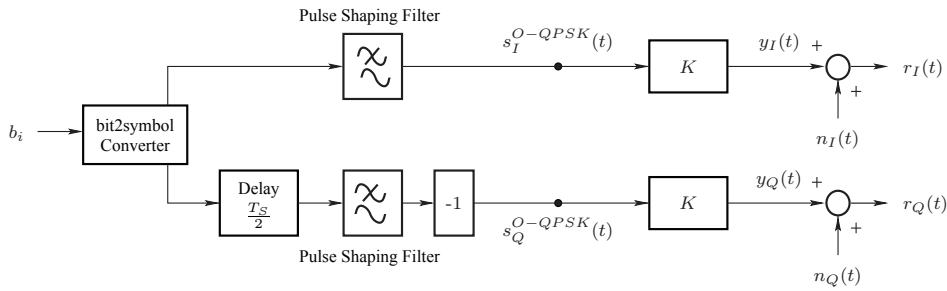 Pulse Shaping Filter
s_I^{O-QPSK}(t)
K
y_I(t)
+
+
r_I(t)
n_I(t)
b_i
bit2symbol
Converter
Delay
T_S
2
-1
s_Q^{O-QPSK}(t)
K
y_Q(t)
+
+
r_Q(t)
n_Q(t)
Pulse Shaping Filter